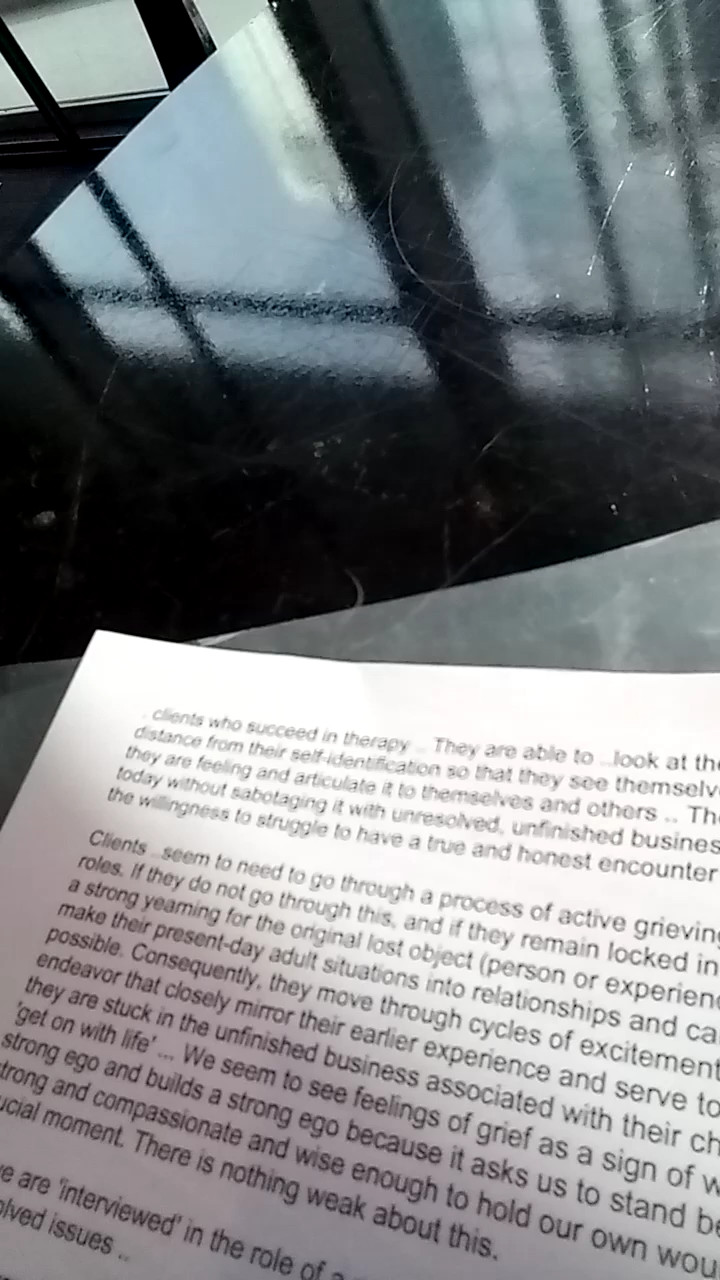 . clients who succeed in therapy .. They are able to ..look at the
distance from their self-identification so that they see themselv
they are feeling and articulate it to themselves and others .. Th
today without sabotaging it with unresolved, unfinished busines
the willingness to struggle to have a true and honest encounter
Clients ..seem to need to go through a process of active grieving
roles. If they do not go through this, and if they remain locked in
a strong yearning for the original lost object (person or experienc
make their present-day adult situations into relationships and ca
possible. Consequently, they move through cycles of excitement
endeavor that closely mirror their earlier experience and serve to
they are stuck in the unfinished business associated with their ch
'get on with life' ... We seem to see feelings of grief as a sign of w
strong ego and builds a strong ego because it asks us to stand be
trong and compassionate and wise enough to hold our own wou
ucial moment. There is nothing weak about this.
e are 'interviewed' in the role of a
olved issues ..